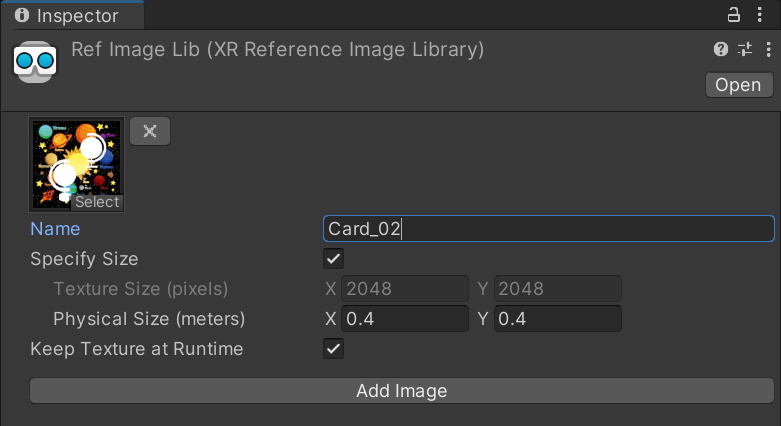 Inspector
Ref Image Lib (XR Reference Image Library)
Open
Select
Name Card_02
Specify Size
Texture Size (pixels) X 2048 Y 2048
Physical Size (meters) X 0.4 Y 0.4
Keep Texture at Runtime
Add Image